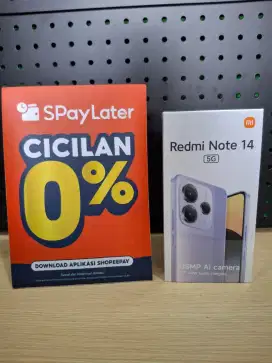 SPayLater
CICILAN
0%
DOWNLOAD APLIKASI SHOPEEPAY
Redmi Note 14
5G
AI camera